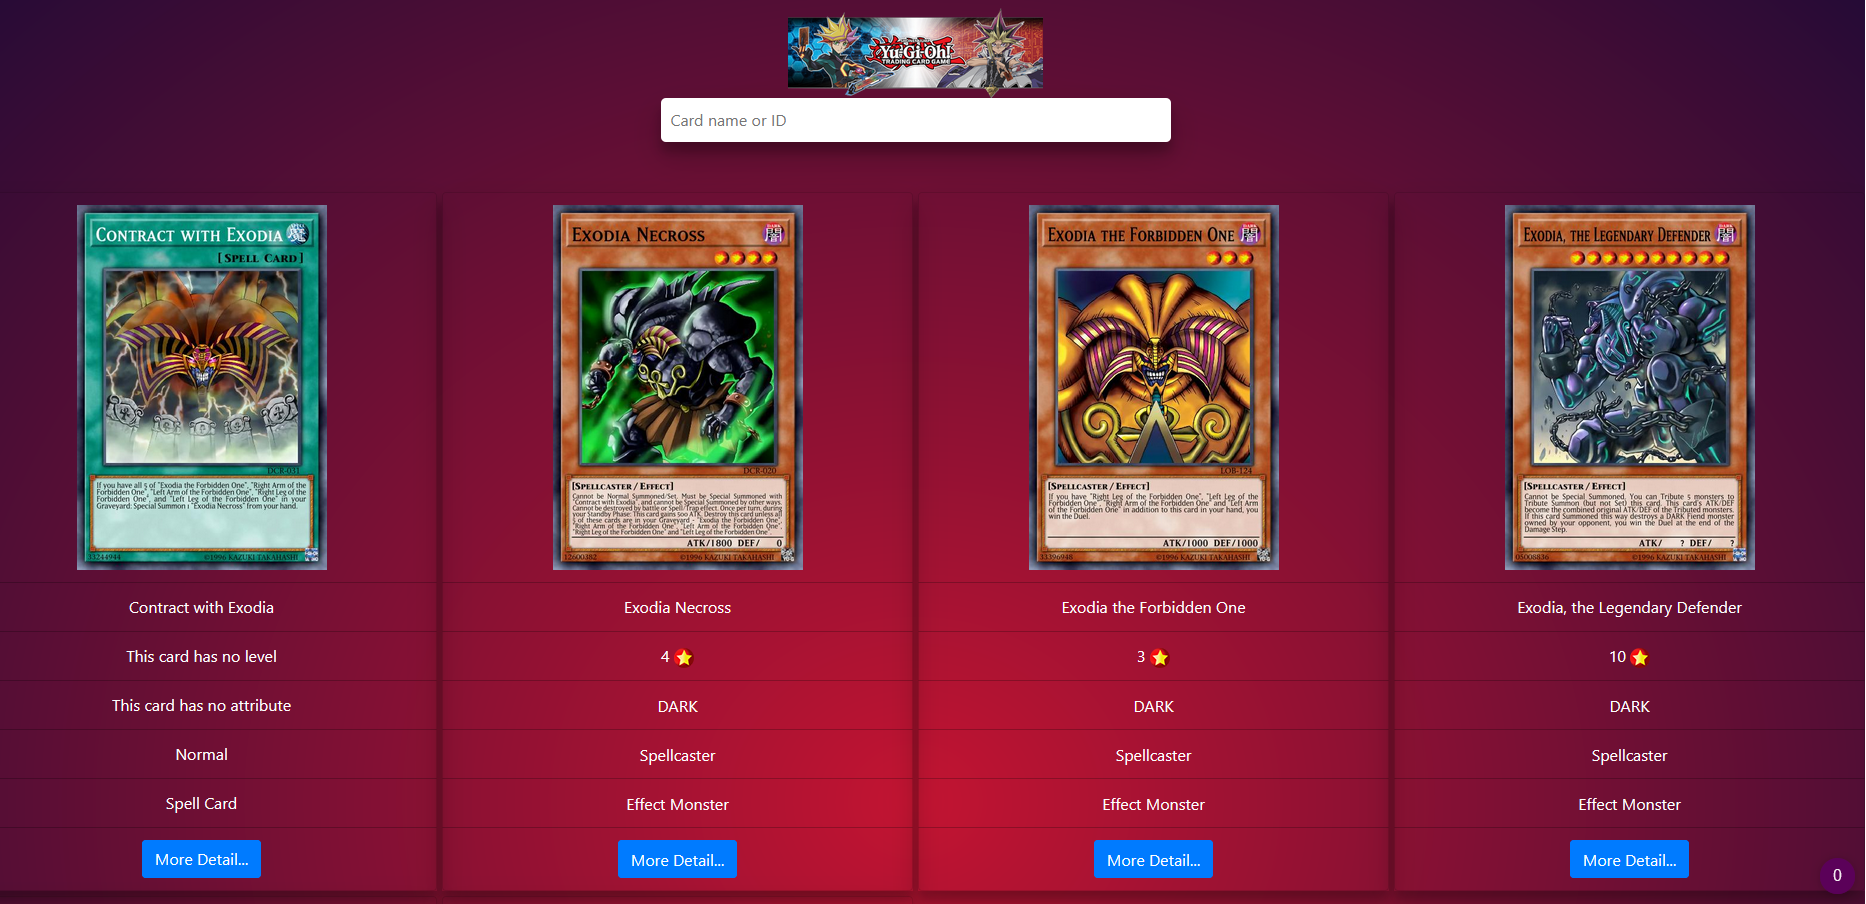 Yu-Gi-Oh!
TRADING CARD GAME
Card name or ID
CONTRACT WITH EXODIA
[ SPELL CARD ]
DCR-031
If you have all 5 of "Exodia the Forbidden One", "Right Arm of the
Forbidden One", "Left Arm of the Forbidden One", "Right Leg of the
Forbidden One", and "Left Leg of the Forbidden One" in your
Graveyard: Special Summon 1 "Exodia Necross" from your hand.
33244944 ©1996 KAZUKI TAKAHASHI
EXODIA NECROSS
DCR-020
[SPELLCASTER / EFFECT]
Cannot be Normal Summoned/Set. Must be Special Summoned with
"Contract with Exodia", and cannot be Special Summoned by other ways.
Cannot be destroyed by battle or Spell/Trap effect. Once per turn, during
your Standby Phase: This card gains 500 ATK. Destroy this card unless all
5 of these cards are in your Graveyard - "Exodia the Forbidden One",
"Right Arm of the Forbidden One", "Left Arm of the Forbidden One",
"Right Leg of the Forbidden One" and "Left Leg of the Forbidden One".
ATK/1800 DEF/ 0
12600382 ©1996 KAZUKI TAKAHASHI
EXODIA THE FORBIDDEN ONE
LOB-124
[SPELLCASTER / EFFECT]
If you have "Right Leg of the Forbidden One", "Left Leg of the
Forbidden One", "Right Arm of the Forbidden One" and "Left Arm
of the Forbidden One" in addition to this card in your hand, you
win the Duel.
ATK/1000 DEF/1000
33396948 ©1996 KAZUKI TAKAHASHI
EXODIA, THE LEGENDARY DEFENDER
[SPELLCASTER / EFFECT]
Cannot be Special Summoned. You can Tribute 5 monsters to
Tribute Summon (but not Set) this card. This card's ATK/DEF
become the combined original ATK/DEF of the Tributed monsters.
If this card Summoned this way destroys a DARK Fiend monster
owned by your opponent, you win the Duel at the end of the
Damage Step.
ATK/ ? DEF/ ?
05008836 ©1996 KAZUKI TAKAHASHI
Contract with Exodia
This card has no level
This card has no attribute
Normal
Spell Card
More Detail...
Exodia Necross
4
DARK
Spellcaster
Effect Monster
More Detail...
Exodia the Forbidden One
3
DARK
Spellcaster
Effect Monster
More Detail...
Exodia, the Legendary Defender
10
DARK
Spellcaster
Effect Monster
More Detail...
0